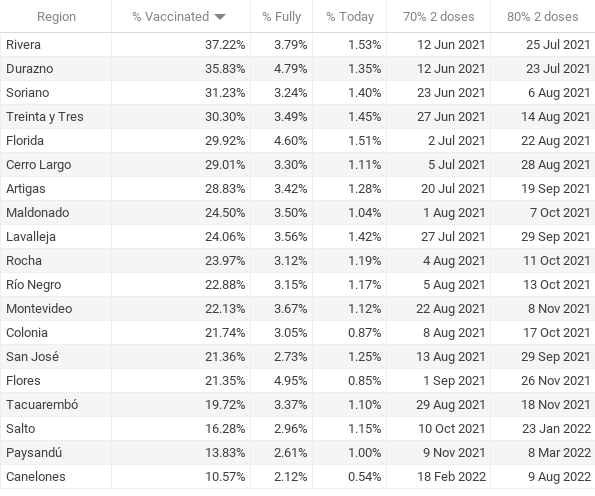 Region % Vaccinated % Fully % Today 70% 2 doses 80% 2 doses
Rivera 37.22% 3.79% 1.53% 12 Jun 2021 25 Jul 2021
Durazno 35.83% 4.79% 1.35% 12 Jun 2021 23 Jul 2021
Soriano 31.23% 3.24% 1.40% 23 Jun 2021 6 Aug 2021
Treinta y Tres 30.30% 3.49% 1.45% 27 Jun 2021 14 Aug 2021
Florida 29.92% 4.60% 1.51% 2 Jul 2021 22 Aug 2021
Cerro Largo 29.01% 3.30% 1.11% 5 Jul 2021 28 Aug 2021
Artigas 28.83% 3.42% 1.28% 20 Jul 2021 19 Sep 2021
Maldonado 24.50% 3.50% 1.04% 1 Aug 2021 7 Oct 2021
Lavalleja 24.06% 3.56% 1.42% 27 Jul 2021 29 Sep 2021
Rocha 23.97% 3.12% 1.19% 4 Aug 2021 11 Oct 2021
Río Negro 22.88% 3.15% 1.17% 5 Aug 2021 13 Oct 2021
Montevideo 22.13% 3.67% 1.12% 22 Aug 2021 8 Nov 2021
Colonia 21.74% 3.05% 0.87% 8 Aug 2021 17 Oct 2021
San José 21.36% 2.73% 1.25% 13 Aug 2021 29 Sep 2021
Flores 21.35% 4.95% 0.85% 1 Sep 2021 26 Nov 2021
Tacuarembó 19.72% 3.37% 1.10% 29 Aug 2021 18 Nov 2021
Salto 16.28% 2.96% 1.15% 10 Oct 2021 23 Jan 2022
Paysandú 13.83% 2.61% 1.00% 9 Nov 2021 8 Mar 2022
Canelones 10.57% 2.12% 0.54% 18 Feb 2022 9 Aug 2022